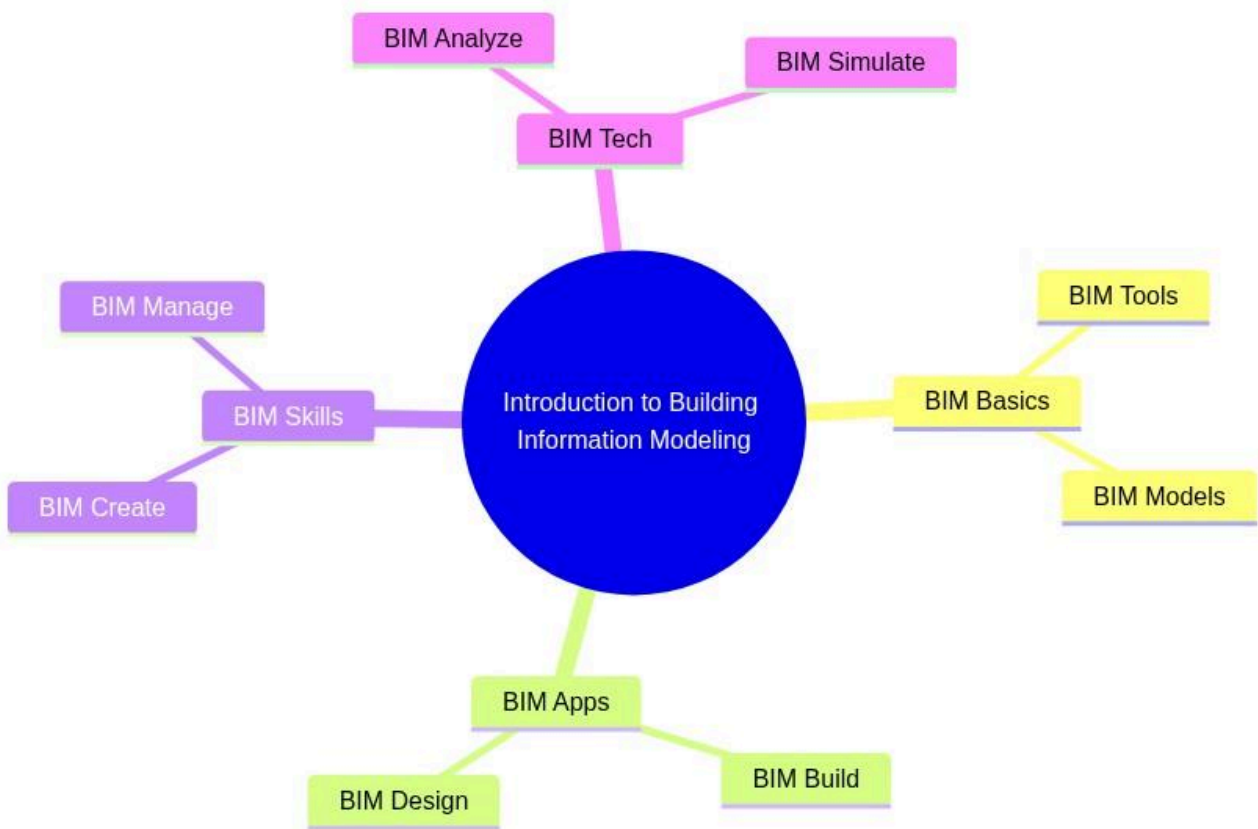 BIM Analyze
BIM Simulate
BIM Tech
BIM Manage
BIM Tools
BIM Skills
Introduction to Building
Information Modeling
BIM Basics
BIM Create
BIM Models
BIM Apps
BIM Design
BIM Build